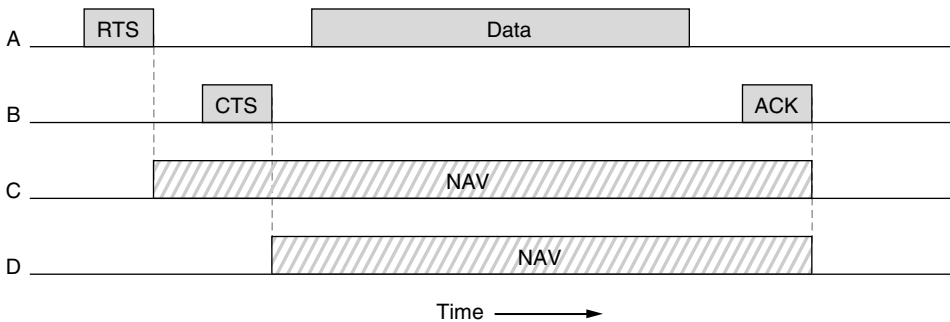 A RTS Data
B CTS ACK
C NAV
D NAV
Time